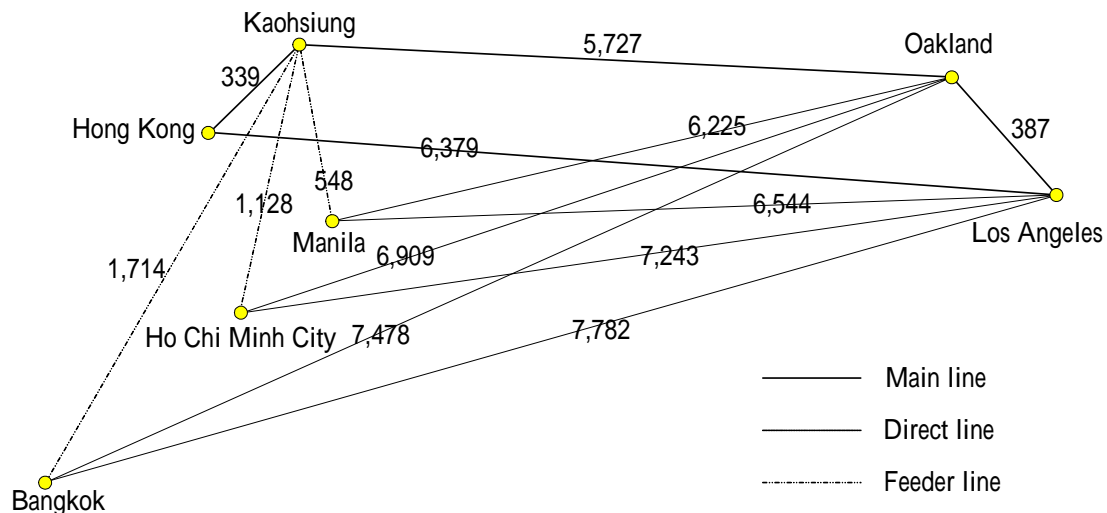 Kaohsiung
5,727
Oakland
339
Hong Kong
6,225
387
6,379
548
1,128
6,544
Manila
Los Angeles
6,909
7,243
1,714
Ho Chi Minh City
7,478
7,782
Main line
Direct line
Feeder line
Bangkok